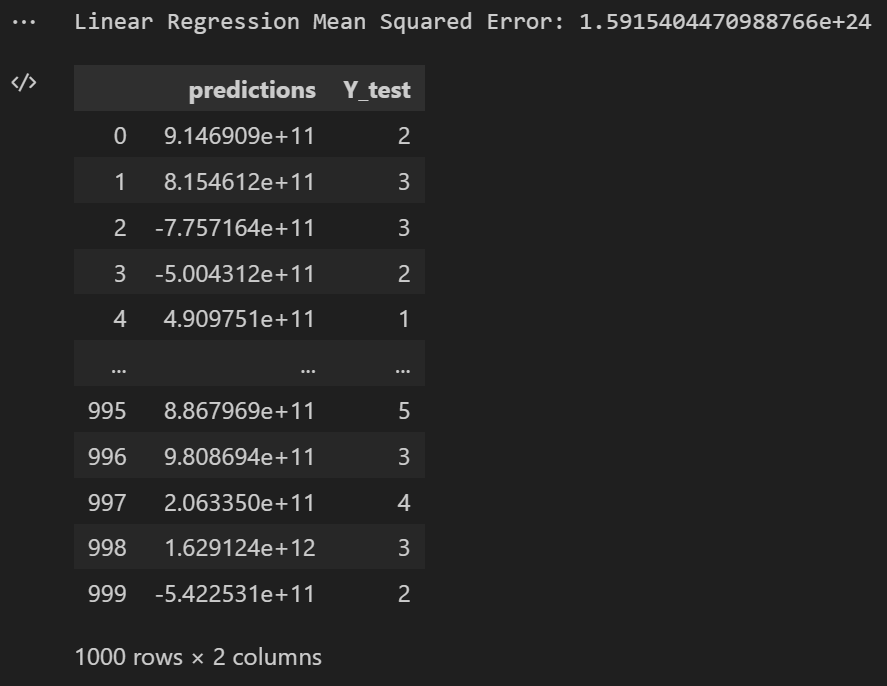 ... Linear Regression Mean Squared Error: 1.5915404470988766e+24
</> predictions Y_test
0 9.146909e+11 2
1 8.154612e+11 3
2 -7.757164e+11 3
3 -5.004312e+11 2
4 4.909751e+11 1
... ... ...
995 8.867969e+11 5
996 9.808694e+11 3
997 2.063350e+11 4
998 1.629124e+12 3
999 -5.422531e+11 2
1000 rows × 2 columns